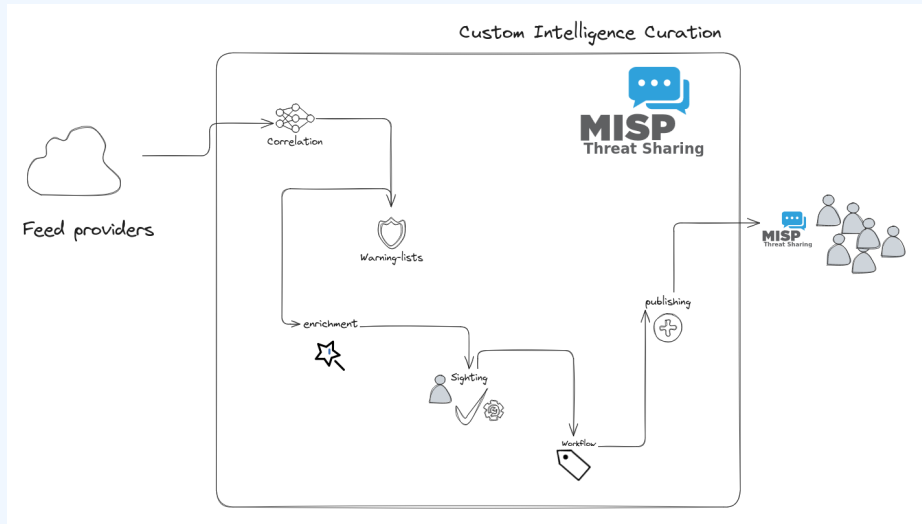 Custom Intelligence Curation
MISP
Threat Sharing
Correlation
Feed providers
Warning-lists
MISP
Threat Sharing
publishing
enrichment
Sighting
Workflow